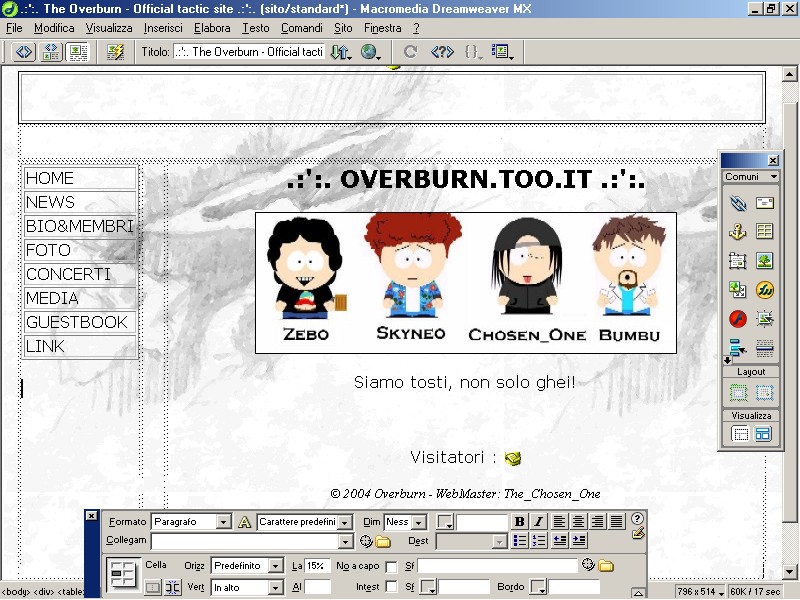 .:':. The Overburn - Official tactic site .:':. (sito/standard*) - Macromedia Dreamweaver MX
File Modifica Visualizza Inserisci Elabora Testo Comandi Sito Finestra ?
Titolo: .:':. The Overburn - Official tacti
HOME
NEWS
BIO&MEMBRI
FOTO
CONCERTI
MEDIA
GUESTBOOK
LINK
.:':. OVERBURN.TOO.IT .:':.
ZEBO SKYNEO CHOSEN_ONE BUMBU
Siamo tosti, non solo ghei!
Visitatori :
© 2004 Overburn - WebMaster: The_Chosen_One
Comuni
Layout
Visualizza
Formato Paragrafo A Carattere predefini Dim Ness B I
Collegam Dest
Cella Orizz Predefinito La 15% No a capo Sf
Vert In alto Al Intest Sf Bordo
<body> <div> <table>
796 x 514 60K / 17 sec